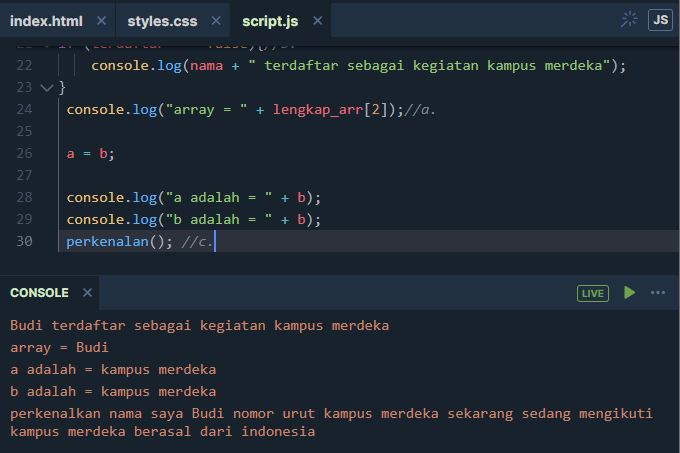 index.html × styles.css × script.js × JS
22 console.log(nama + " terdaftar sebagai kegiatan kampus merdeka");
23 }
24 console.log("array = " + lengkap_arr[2]);//a.
25
26 a = b;
27
28 console.log("a adalah = " + b);
29 console.log("b adalah = " + b);
30 perkenalan(); //c.
CONSOLE × LIVE
Budi terdaftar sebagai kegiatan kampus merdeka
array = Budi
a adalah = kampus merdeka
b adalah = kampus merdeka
perkenalkan nama saya Budi nomor urut kampus merdeka sekarang sedang mengikuti
kampus merdeka berasal dari indonesia